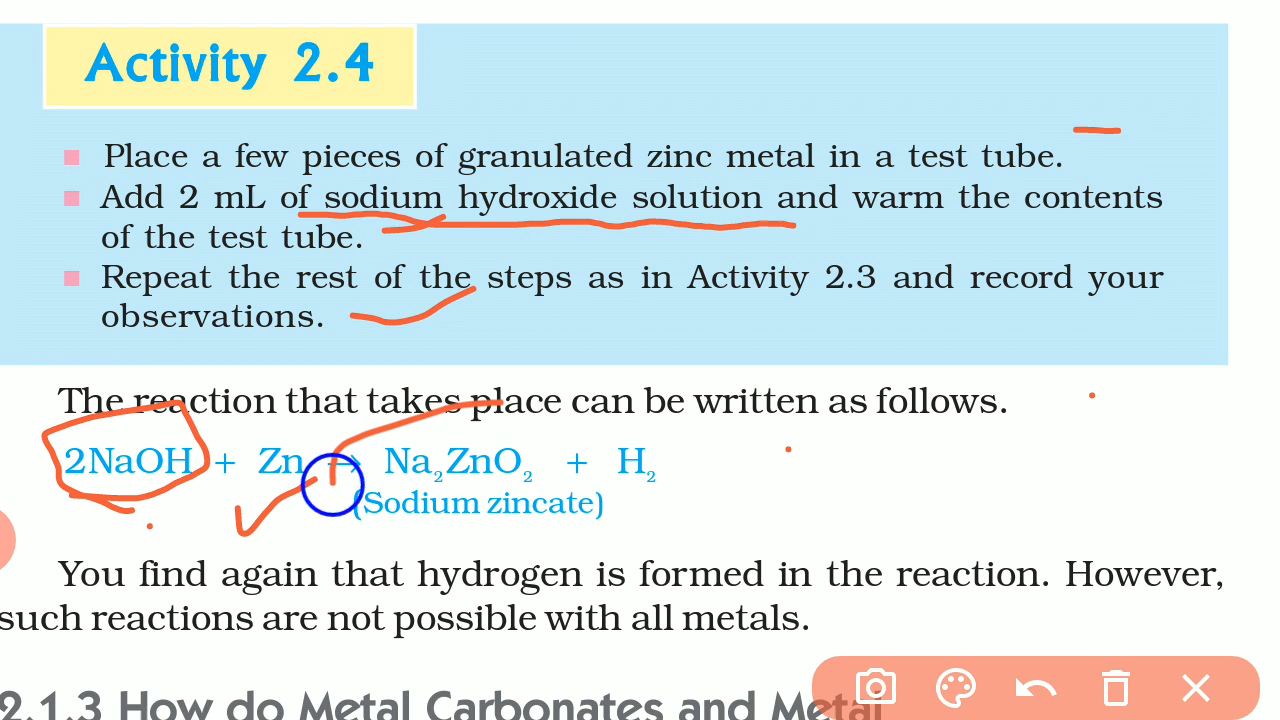 Activity 2.4
Place a few pieces of granulated zinc metal in a test tube.
Add 2 mL of sodium hydroxide solution and warm the contents
of the test tube.
Repeat the rest of the steps as in Activity 2.3 and record your
observations.
The reaction that takes place can be written as follows.
2NaOH + Zn → Na₂ZnO₂ + H₂
(Sodium zincate)
You find again that hydrogen is formed in the reaction. However,
such reactions are not possible with all metals.
2.1.3 How do Metal Carbonates and Metal